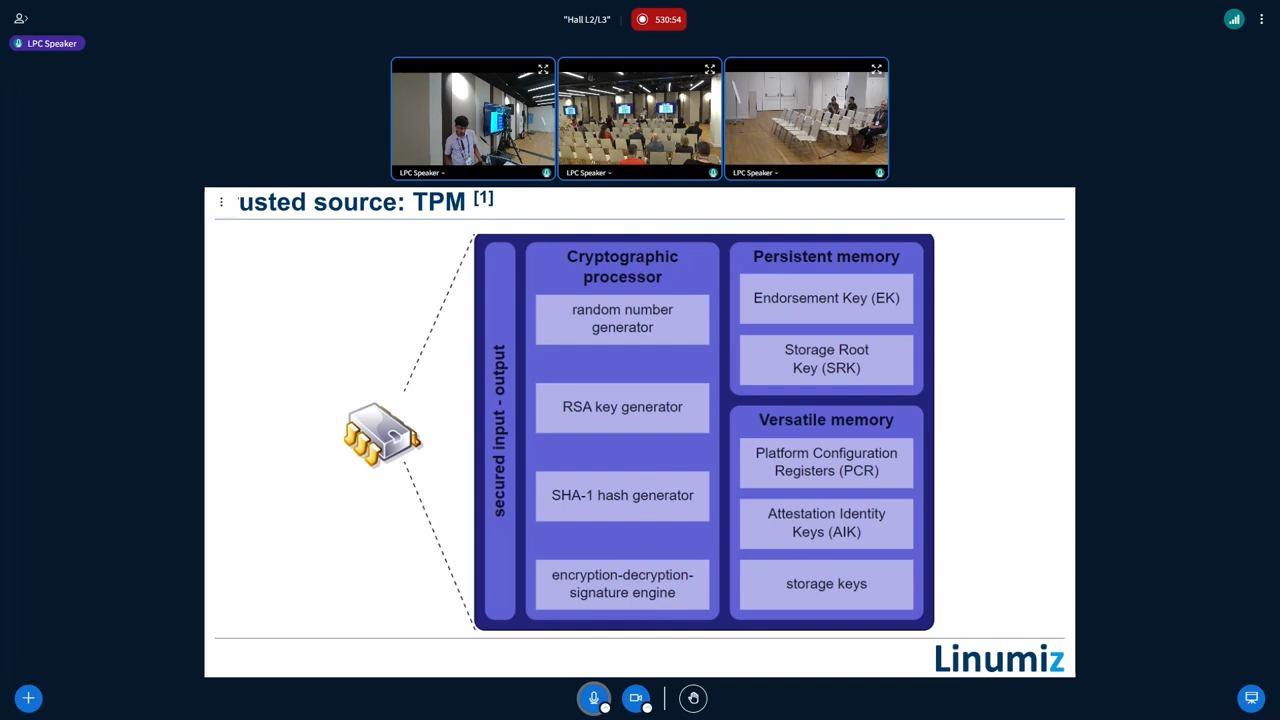 "Hall L2/L3"
530:54
LPC Speaker
LPC Speaker
LPC Speaker
LPC Speaker
usted source: TPM [1]
secured input - output
Cryptographic
processor
random number
generator
RSA key generator
SHA-1 hash generator
encryption-decryption-
signature engine
Persistent memory
Endorsement Key (EK)
Storage Root
Key (SRK)
Versatile memory
Platform Configuration
Registers (PCR)
Attestation Identity
Keys (AIK)
storage keys
Linumiz